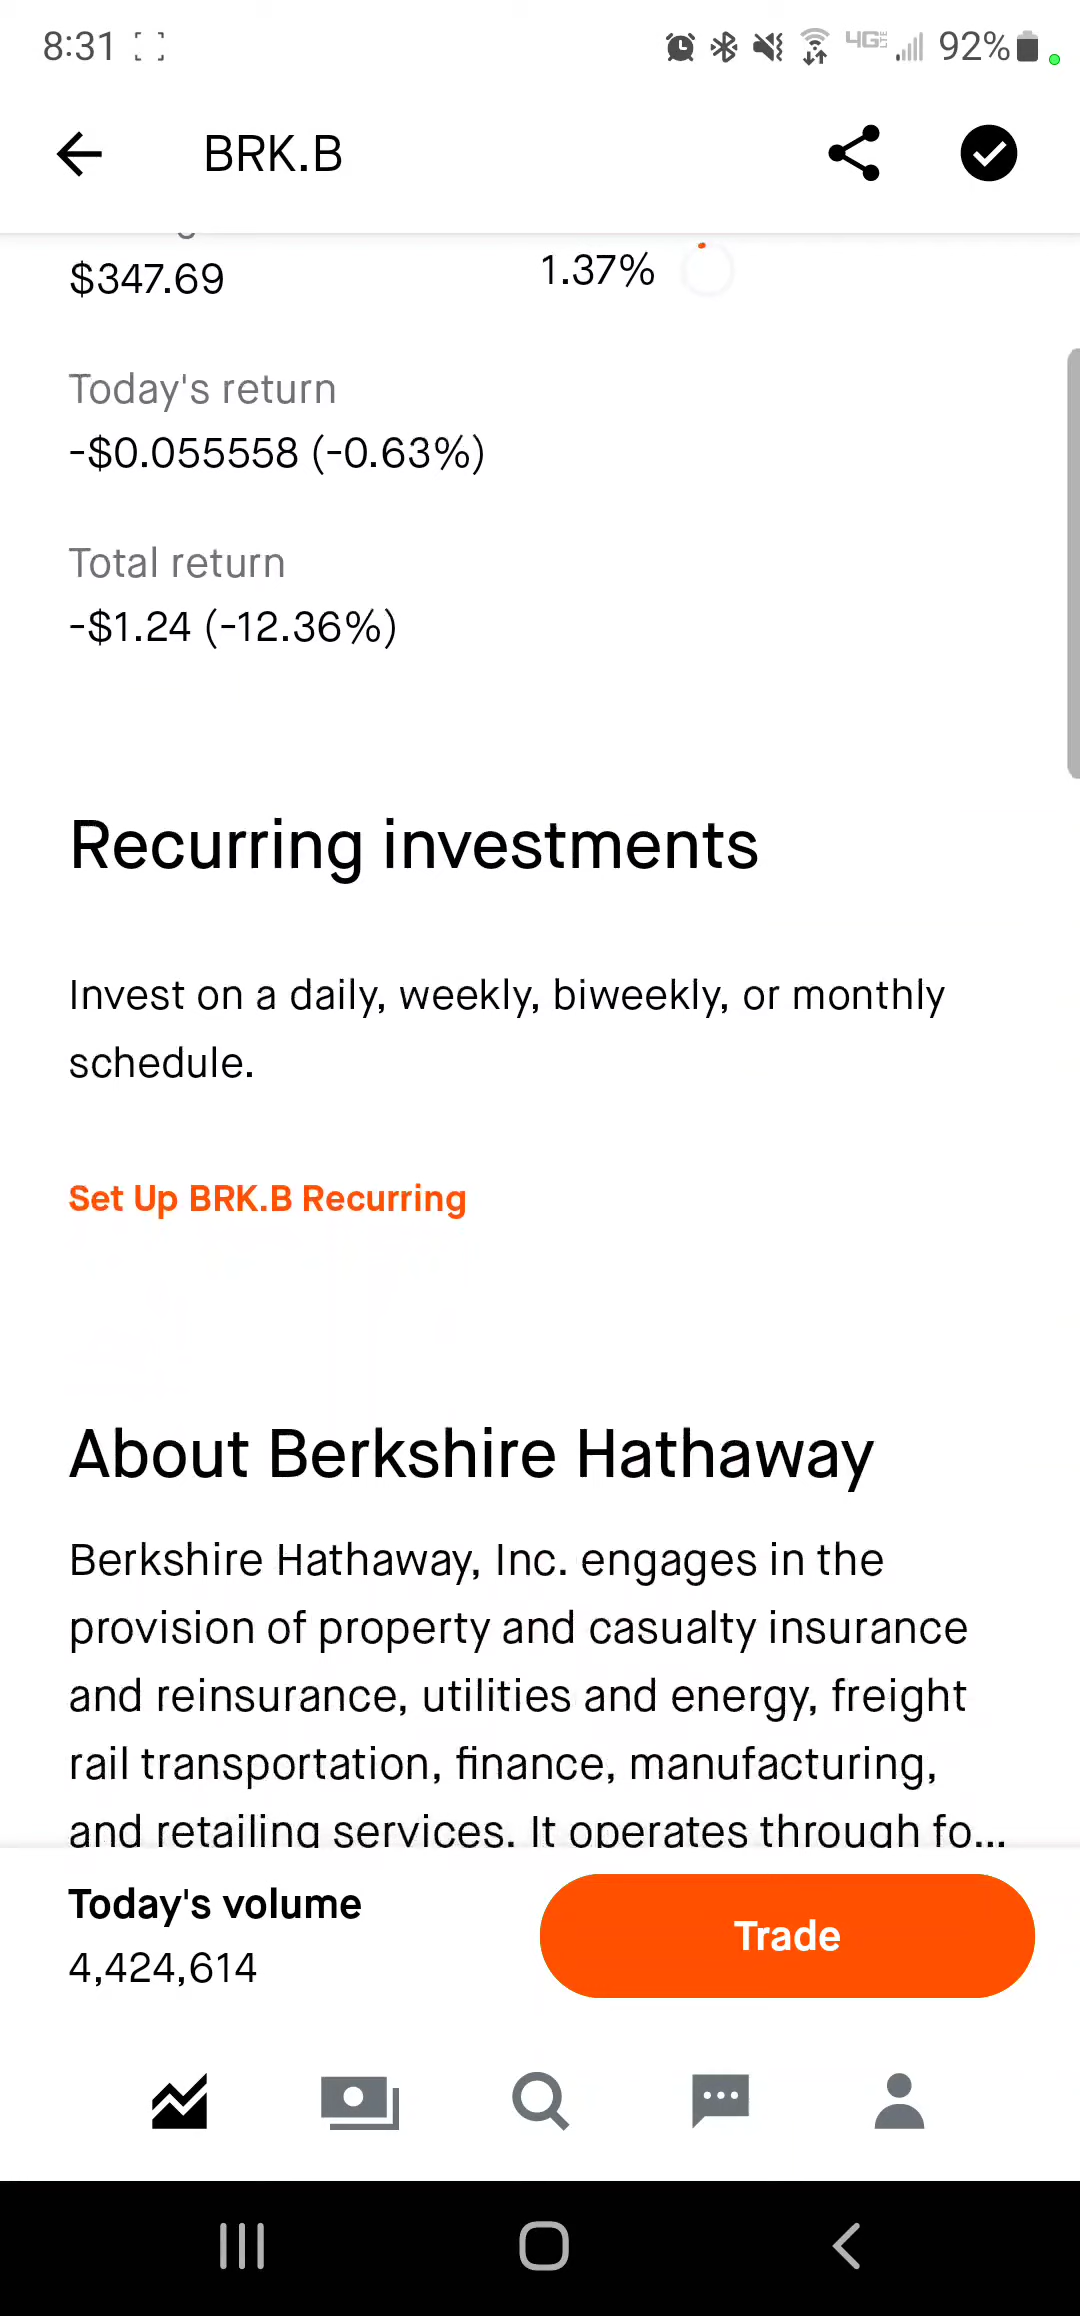 8:31
4GE LTE 92%
BRK.B
$347.69
1.37%
Today's return
-$0.055558 (-0.63%)
Total return
-$1.24 (-12.36%)
Recurring investments
Invest on a daily, weekly, biweekly, or monthly
schedule.
Set Up BRK.B Recurring
About Berkshire Hathaway
Berkshire Hathaway, Inc. engages in the
provision of property and casualty insurance
and reinsurance, utilities and energy, freight
rail transportation, finance, manufacturing,
and retailing services. It operates through fo...
Today's volume
4,424,614
Trade